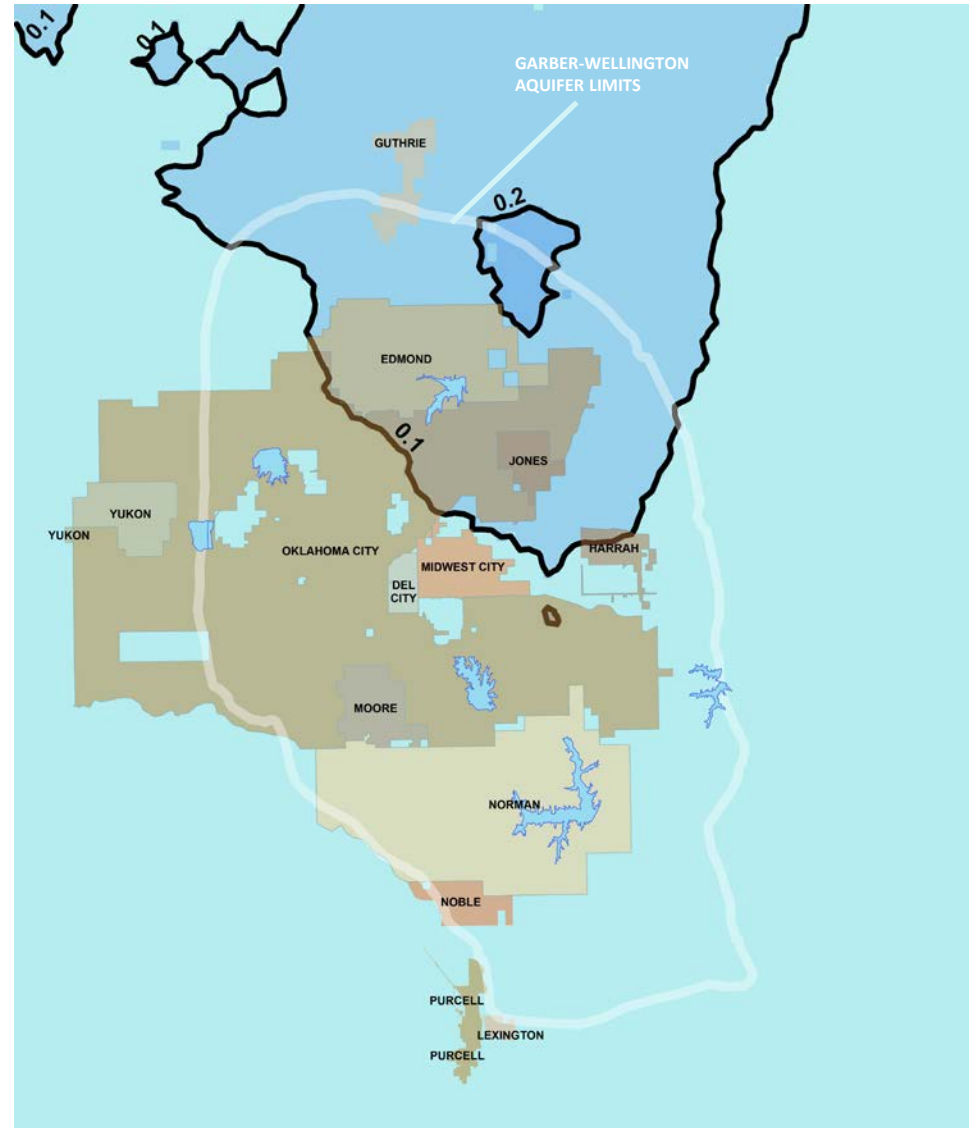 0.1
0.1
GARBER-WELLINGTON
AQUIFER LIMITS
GUTHRIE
0.2
EDMOND
0.1
JONES
YUKON
YUKON
OKLAHOMA CITY
HARRAH
MIDWEST CITY
DEL
CITY
MOORE
NORMAN
NOBLE
PURCELL
LEXINGTON
PURCELL